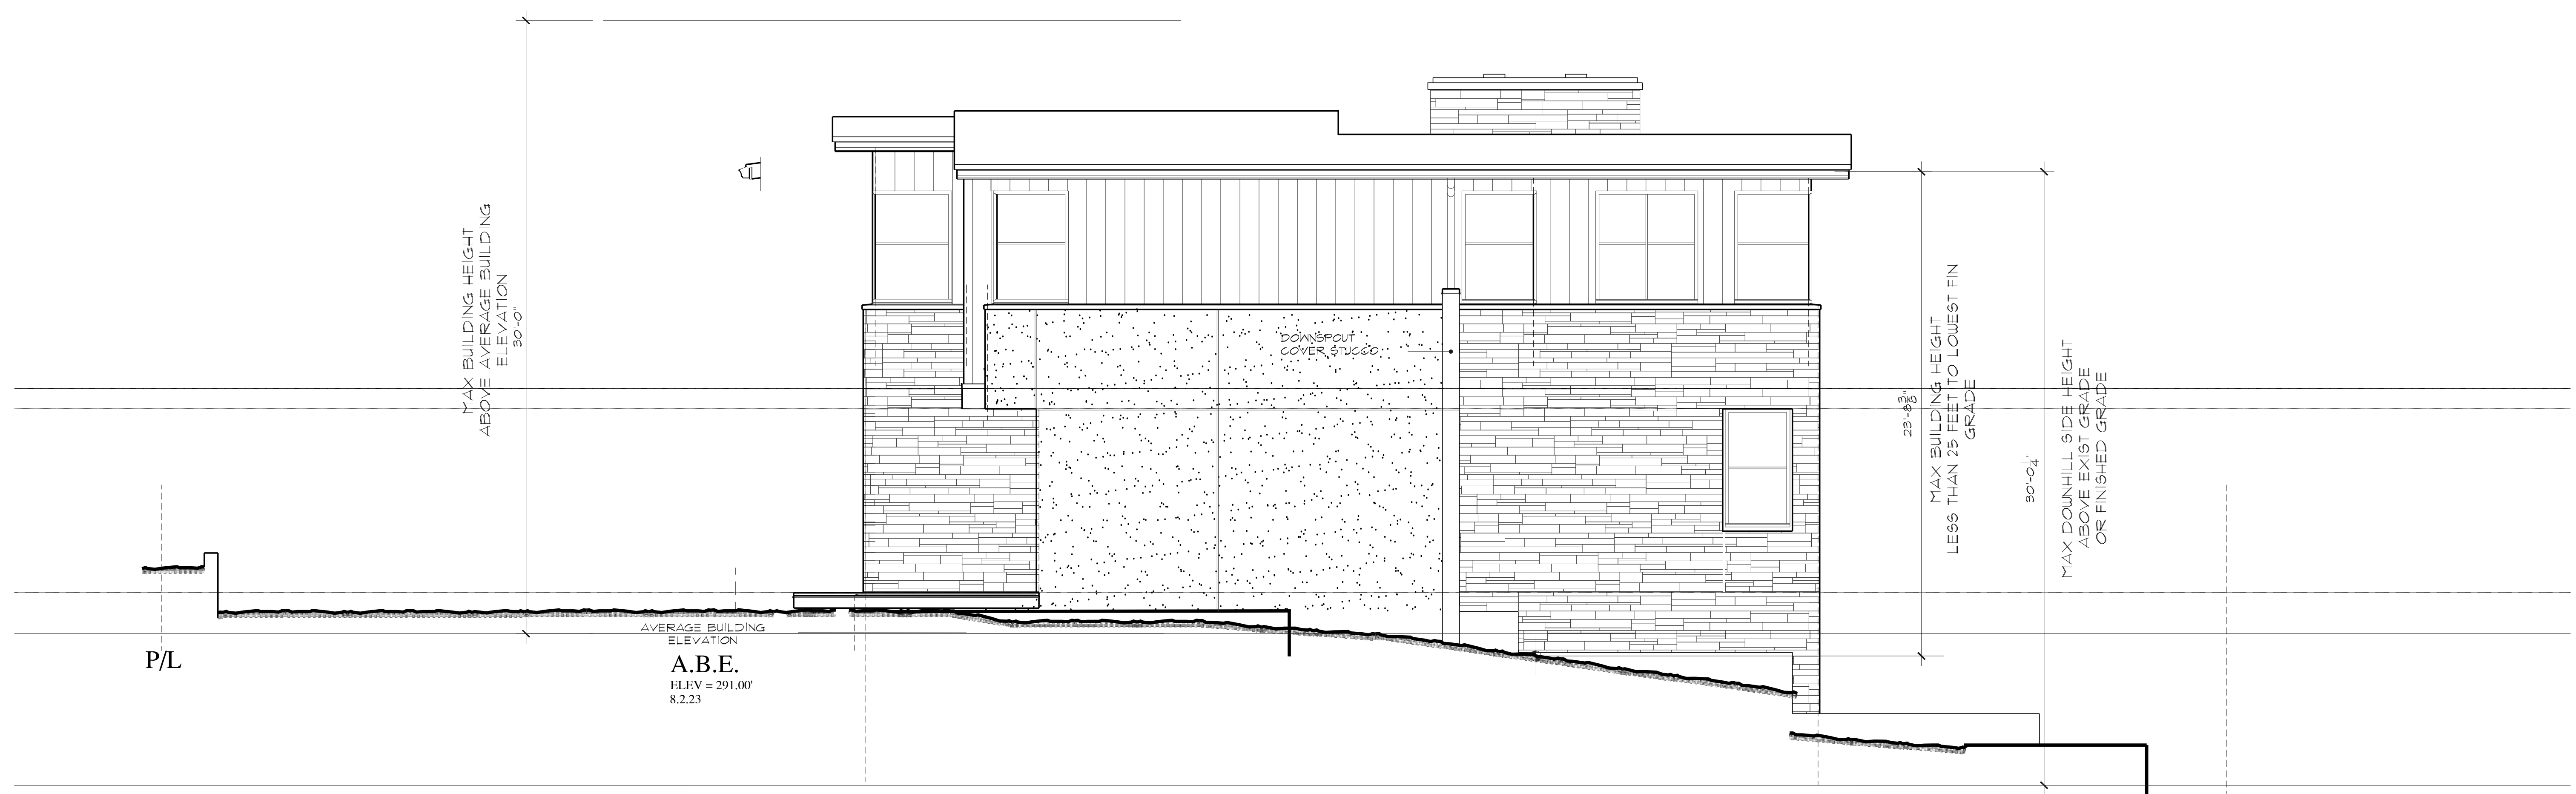 MAX BUILDING HEIGHT
ABOVE AVERAGE BUILDING
ELEVATION
30'-0"
DOWNSPOUT
COVER STUCCO
23'-8 3/8"
MAX BUILDING HEIGHT
LESS THAN 25 FEET TO LOWEST FIN
GRADE
30'-0 1/4"
MAX DOWNHILL SIDE HEIGHT
ABOVE EXIST GRADE
OR FINISHED GRADE
AVERAGE BUILDING
ELEVATION
P/L
A.B.E.
ELEV = 291.00'
8.2.23